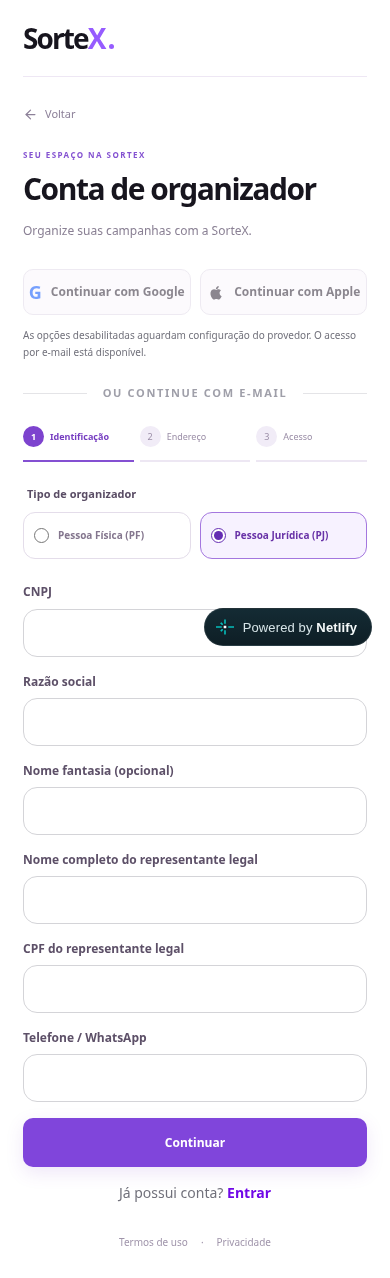 SorteX.
Voltar
SEU ESPAÇO NA SORTEX
Conta de organizador
Organize suas campanhas com a SorteX.
G Continuar com Google
Continuar com Apple
As opções desabilitadas aguardam configuração do provedor. O acesso
por e-mail está disponível.
OU CONTINUE COM E-MAIL
1 Identificação
2 Endereço
3 Acesso
Tipo de organizador
Pessoa Física (PF)
Pessoa Jurídica (PJ)
CNPJ
Powered by Netlify
Razão social
Nome fantasia (opcional)
Nome completo do representante legal
CPF do representante legal
Telefone / WhatsApp
Continuar
Já possui conta? Entrar
Termos de uso · Privacidade